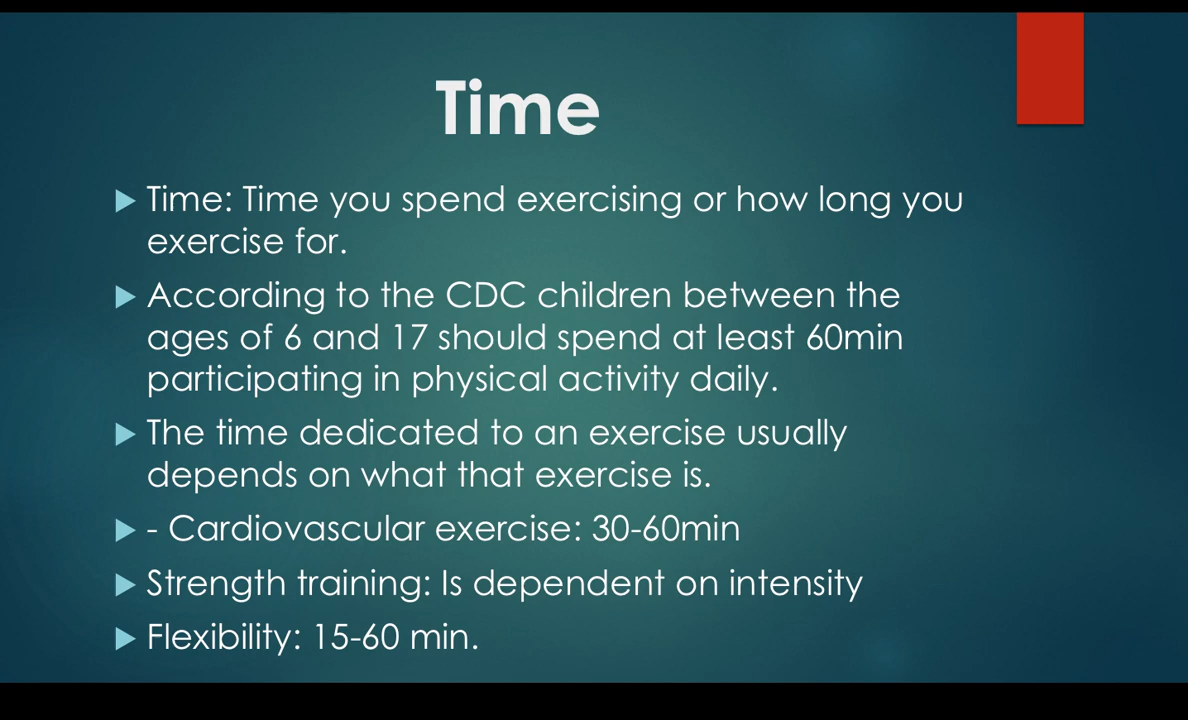 Time
Time: Time you spend exercising or how long you
exercise for.
According to the CDC children between the
ages of 6 and 17 should spend at least 60min
participating in physical activity daily.
The time dedicated to an exercise usually
depends on what that exercise is.
- Cardiovascular exercise: 30-60min
Strength training: Is dependent on intensity
Flexibility: 15-60 min.